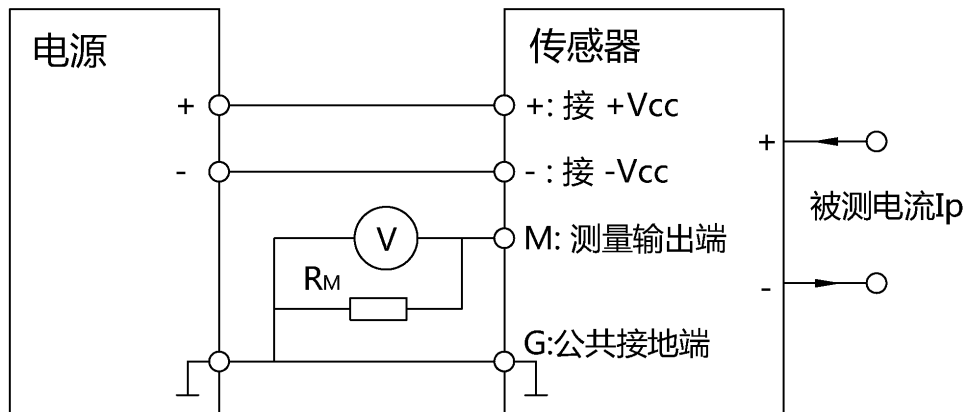 电源
传感器
+
+: 接 +Vcc
+
-
- : 接 -Vcc
被测电流Ip
V
M: 测量输出端
RM
-
G:公共接地端